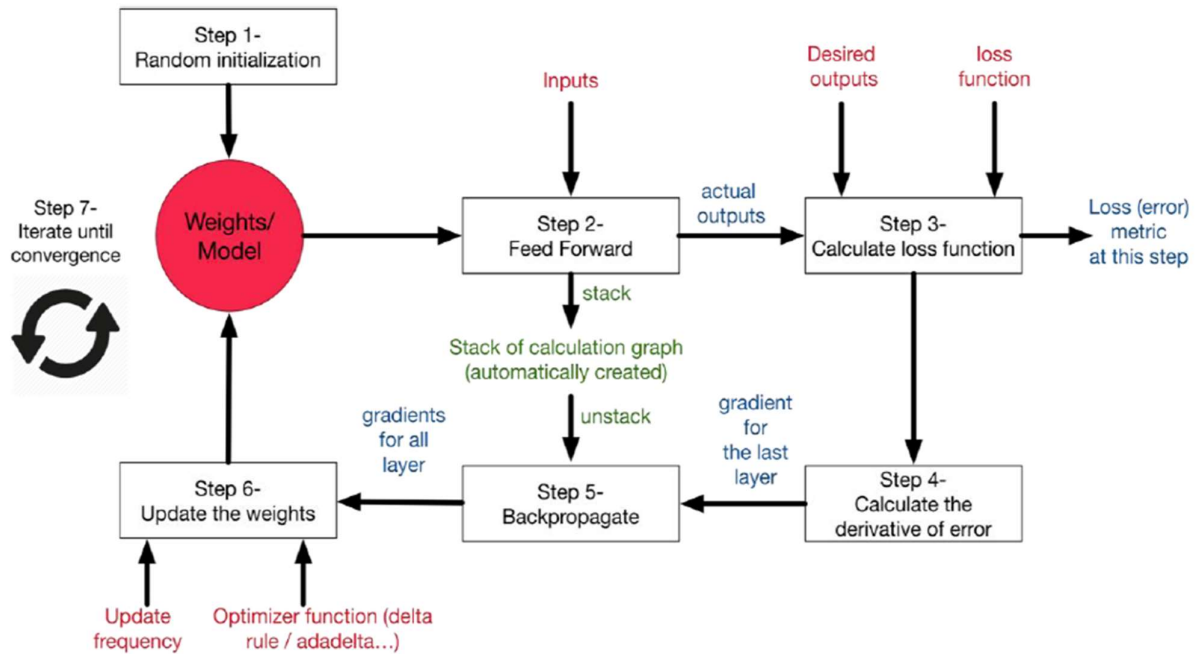 Step 1-
Random initialization
Inputs
Desired
outputs
loss
function
Step 7-
Iterate until
convergence
Weights/
Model
Step 2-
Feed Forward
actual
outputs
Step 3-
Calculate loss function
Loss (error)
metric
at this step
stack
Stack of calculation graph
(automatically created)
unstack
gradients
for all
layer
gradient
for
the last
layer
Step 6-
Update the weights
Step 5-
Backpropagate
Step 4-
Calculate the
derivative of error
Update
frequency
Optimizer function (delta
rule / adadelta...)